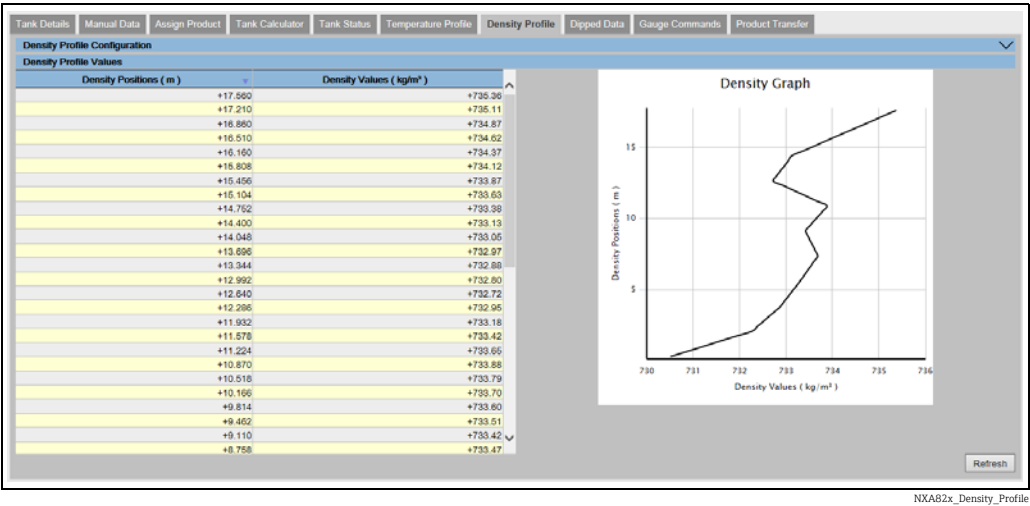 Tank Details Manual Data Assign Product Tank Calculator Tank Status Temperature Profile Density Profile Dipped Data Gauge Commands Product Transfer
Density Profile Configuration
Density Profile Values
Density Positions ( m ) Density Values ( kg/m³ )
+17.560 +735.36
+17.210 +735.11
+16.860 +734.87
+16.510 +734.62
+16.160 +734.37
+15.808 +734.12
+15.456 +733.87
+15.104 +733.63
+14.752 +733.38
+14.400 +733.13
+14.048 +733.05
+13.696 +732.97
+13.344 +732.88
+12.992 +732.80
+12.640 +732.72
+12.286 +732.95
+11.932 +733.18
+11.578 +733.42
+11.224 +733.65
+10.870 +733.88
+10.518 +733.79
+10.166 +733.70
+9.814 +733.60
+9.462 +733.51
+9.110 +733.42
+8.758 +733.47
Density Graph
Density Positions ( m )
15
10
5
730 731 732 733 734 735 736
Density Values ( kg/m³ )
Refresh
NXA82x_Density_Profile